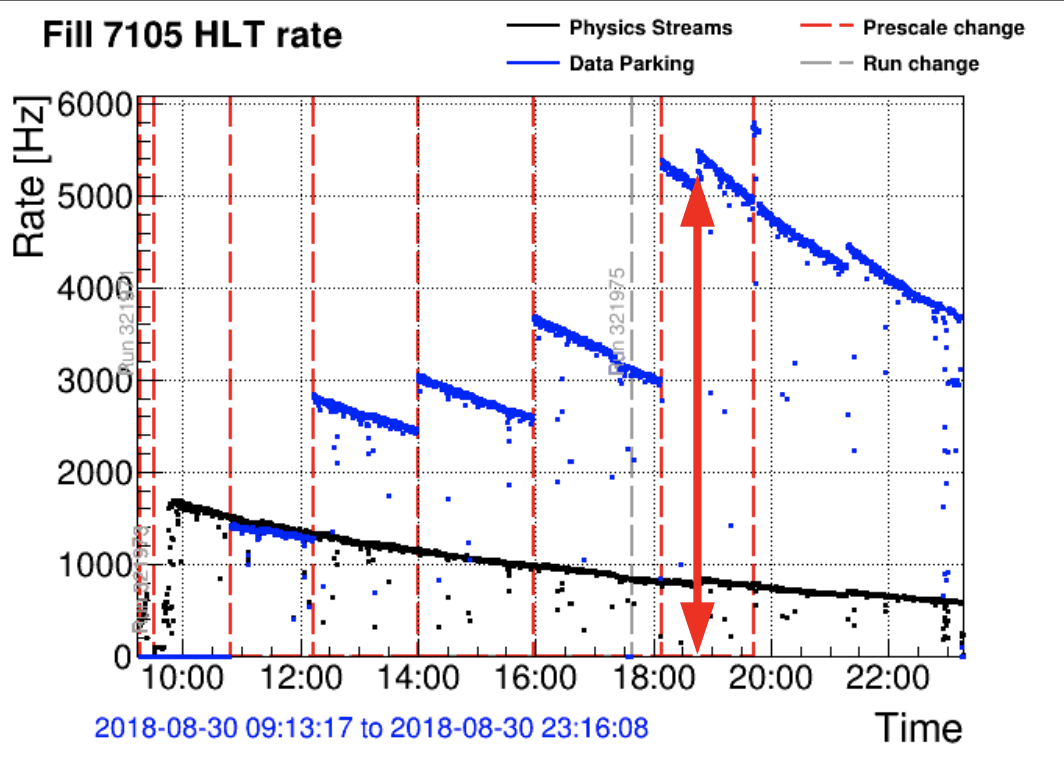 Fill 7105 HLT rate
Physics Streams
Data Parking
Prescale change
Run change
Rate [Hz]
6000
5000
4000
3000
2000
1000
0
Run 321975
10:00 12:00 14:00 16:00 18:00 20:00 22:00
2018-08-30 09:13:17 to 2018-08-30 23:16:08
Time